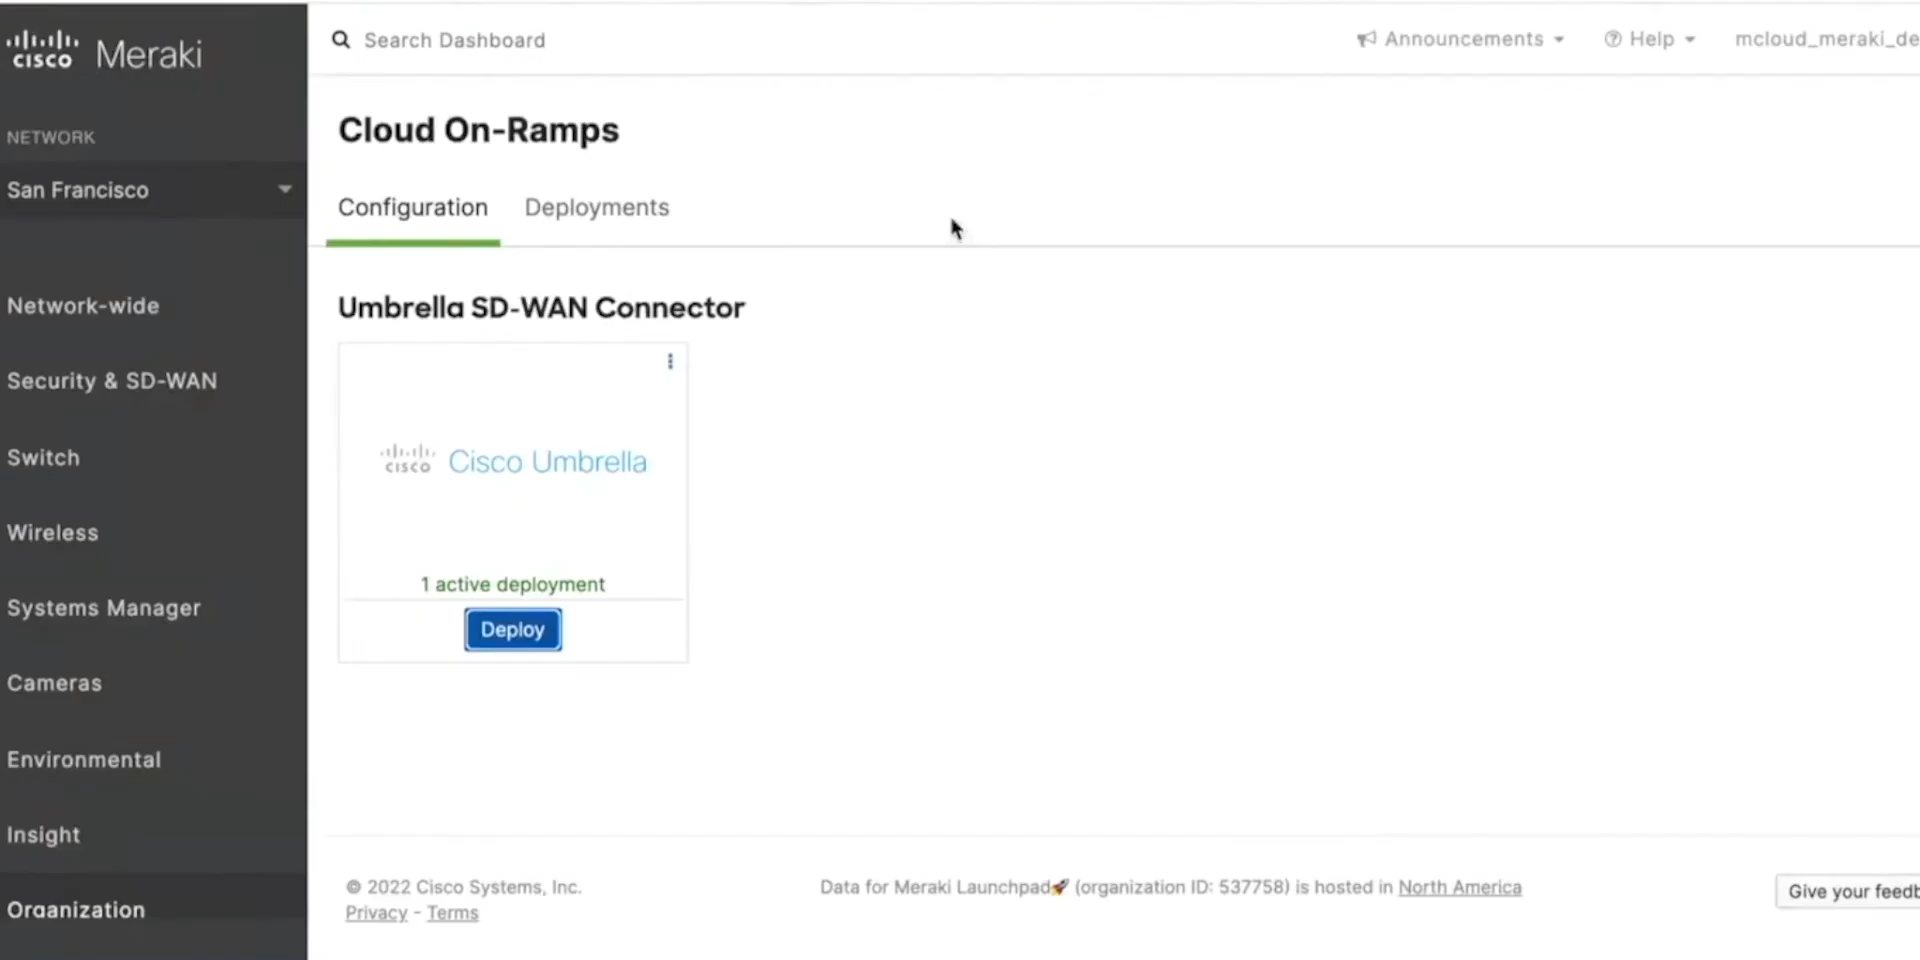 cisco Meraki
Search Dashboard
Announcements
Help
mcloud_meraki_de
NETWORK
San Francisco
Network-wide
Security & SD-WAN
Switch
Wireless
Systems Manager
Cameras
Environmental
Insight
Organization
Cloud On-Ramps
Configuration
Deployments
Umbrella SD-WAN Connector
cisco Cisco Umbrella
1 active deployment
Deploy
© 2022 Cisco Systems, Inc.
Privacy - Terms
Data for Meraki Launchpad🚀 (organization ID: 537758) is hosted in North America
Give your feedb